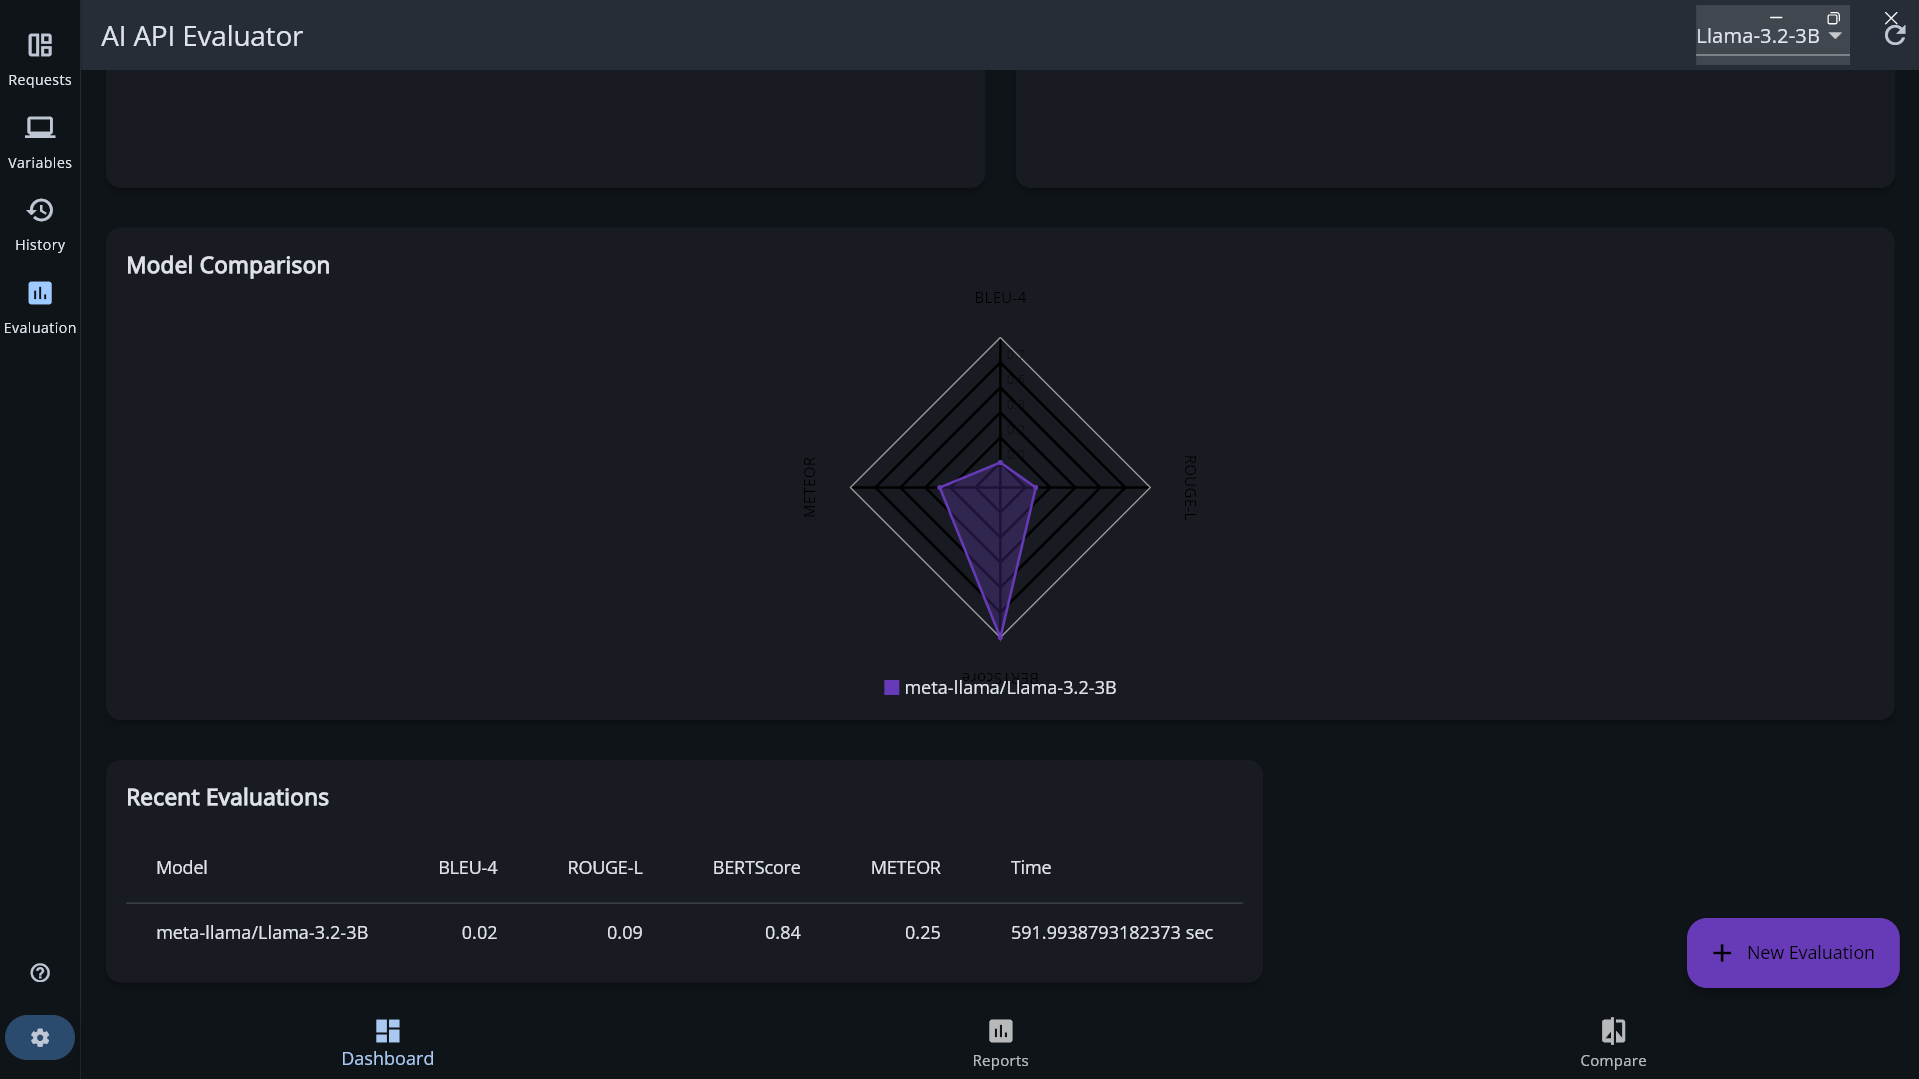 AI API Evaluator
Llama-3.2-3B
Requests
Variables
History
Evaluation
Model Comparison
BLEU-4
METEOR
ROUGE-L
BERTScore
meta-llama/Llama-3.2-3B
Recent Evaluations
Model BLEU-4 ROUGE-L BERTScore METEOR Time
meta-llama/Llama-3.2-3B 0.02 0.09 0.84 0.25 591.9938793182373 sec
New Evaluation
Dashboard
Reports
Compare